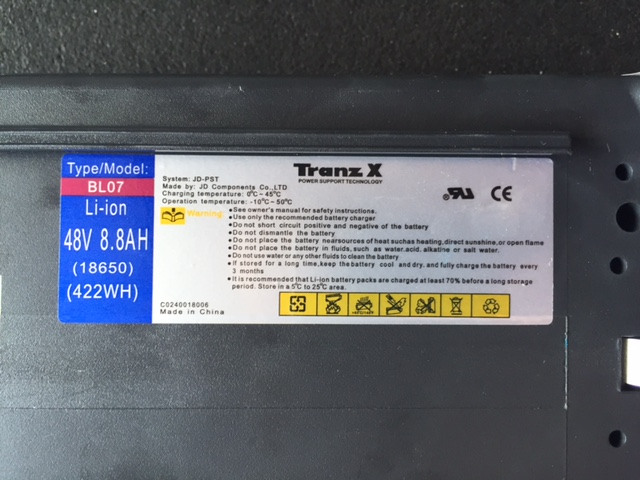 Type/Model:
BL07
Li-ion
48V 8.8AH
(18650)
(422WH)
System: JD-PST
Made by: JD Components Co.,LTD
Charging temperature: 0℃~45℃
Operation temperature: -10℃~50℃
Tranz X
POWER SUPPORT TECHNOLOGY
RU CE
Warning:
•See owner's manual for safety instructions.
•Use only the recommended battery charger
•Do not short circuit positive and negative of the battery
•Do not dismantle the battery
•Do not place the battery nearsources of heat suchas heating,direct sunshine,or open flame
•Do not place the battery in fluids, such as water.acid. alkaline or salt water.
•Do not use water or any other fluids to clean the battery
•If stored for a long time,keep the battery cool and dry. and fully charge the battery every
3 months
•It is recommended that Li-ion battery packs are charged at least 70% before a long storage
period. Store in a 5℃ to 25℃ area.
C0240018006
Made in China